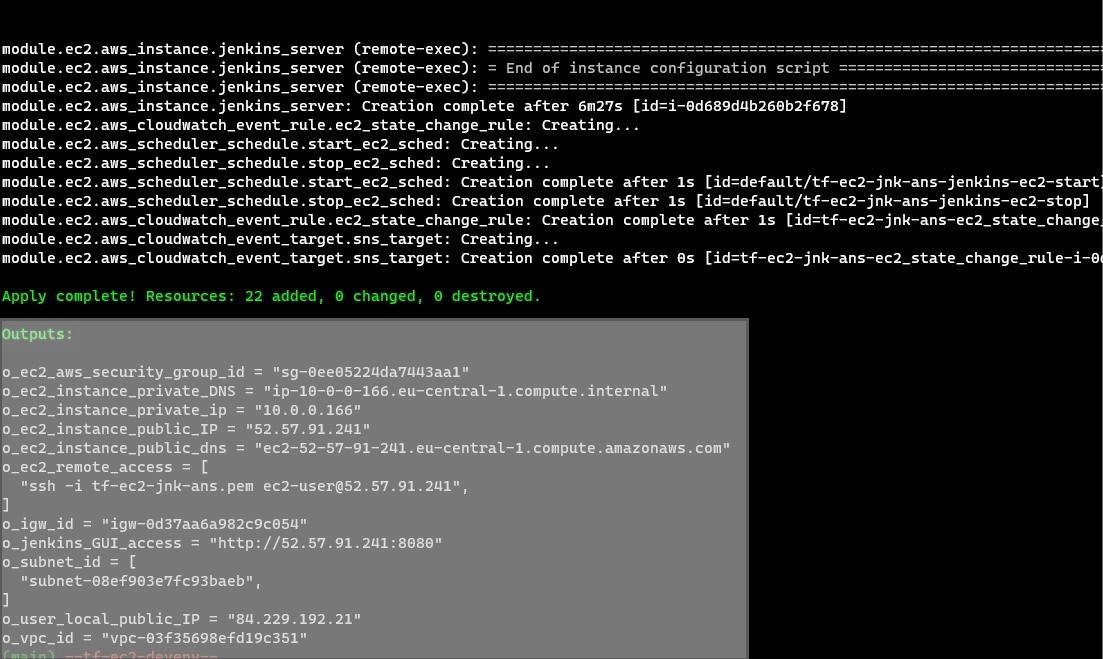 module.ec2.aws_instance.jenkins_server (remote-exec): =====================================================================
module.ec2.aws_instance.jenkins_server (remote-exec): = End of instance configuration script ==============================
module.ec2.aws_instance.jenkins_server (remote-exec): =====================================================================
module.ec2.aws_instance.jenkins_server: Creation complete after 6m27s [id=i-0d689d4b260b2f678]
module.ec2.aws_cloudwatch_event_rule.ec2_state_change_rule: Creating...
module.ec2.aws_scheduler_schedule.start_ec2_sched: Creating...
module.ec2.aws_scheduler_schedule.stop_ec2_sched: Creating...
module.ec2.aws_scheduler_schedule.start_ec2_sched: Creation complete after 1s [id=default/tf-ec2-jnk-ans-jenkins-ec2-start]
module.ec2.aws_scheduler_schedule.stop_ec2_sched: Creation complete after 1s [id=default/tf-ec2-jnk-ans-jenkins-ec2-stop]
module.ec2.aws_cloudwatch_event_rule.ec2_state_change_rule: Creation complete after 1s [id=tf-ec2-jnk-ans-ec2_state_change_
module.ec2.aws_cloudwatch_event_target.sns_target: Creating...
module.ec2.aws_cloudwatch_event_target.sns_target: Creation complete after 0s [id=tf-ec2-jnk-ans-ec2_state_change_rule-i-0d
Apply complete! Resources: 22 added, 0 changed, 0 destroyed.
Outputs:
o_ec2_aws_security_group_id = "sg-0ee05224da7443aa1"
o_ec2_instance_private_DNS = "ip-10-0-0-166.eu-central-1.compute.internal"
o_ec2_instance_private_ip = "10.0.0.166"
o_ec2_instance_public_IP = "52.57.91.241"
o_ec2_instance_public_dns = "ec2-52-57-91-241.eu-central-1.compute.amazonaws.com"
o_ec2_remote_access = [
"ssh -i tf-ec2-jnk-ans.pem ec2-user@52.57.91.241",
]
o_igw_id = "igw-0d37aa6a982c9c054"
o_jenkins_GUI_access = "http://52.57.91.241:8080"
o_subnet_id = [
"subnet-08ef903e7fc93baeb",
]
o_user_local_public_IP = "84.229.192.21"
o_vpc_id = "vpc-03f35698efd19c351"
(main) --tf-ec2-devenv--